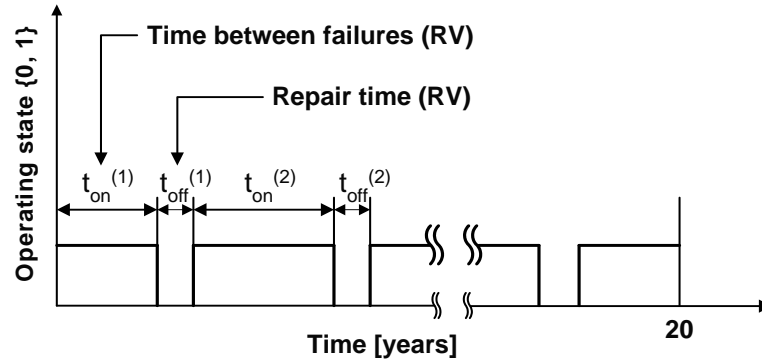 Time between failures (RV)
Repair time (RV)
Operating state {0, 1}
t_on^(1) t_off^(1) t_on^(2) t_off^(2)
20
Time [years]